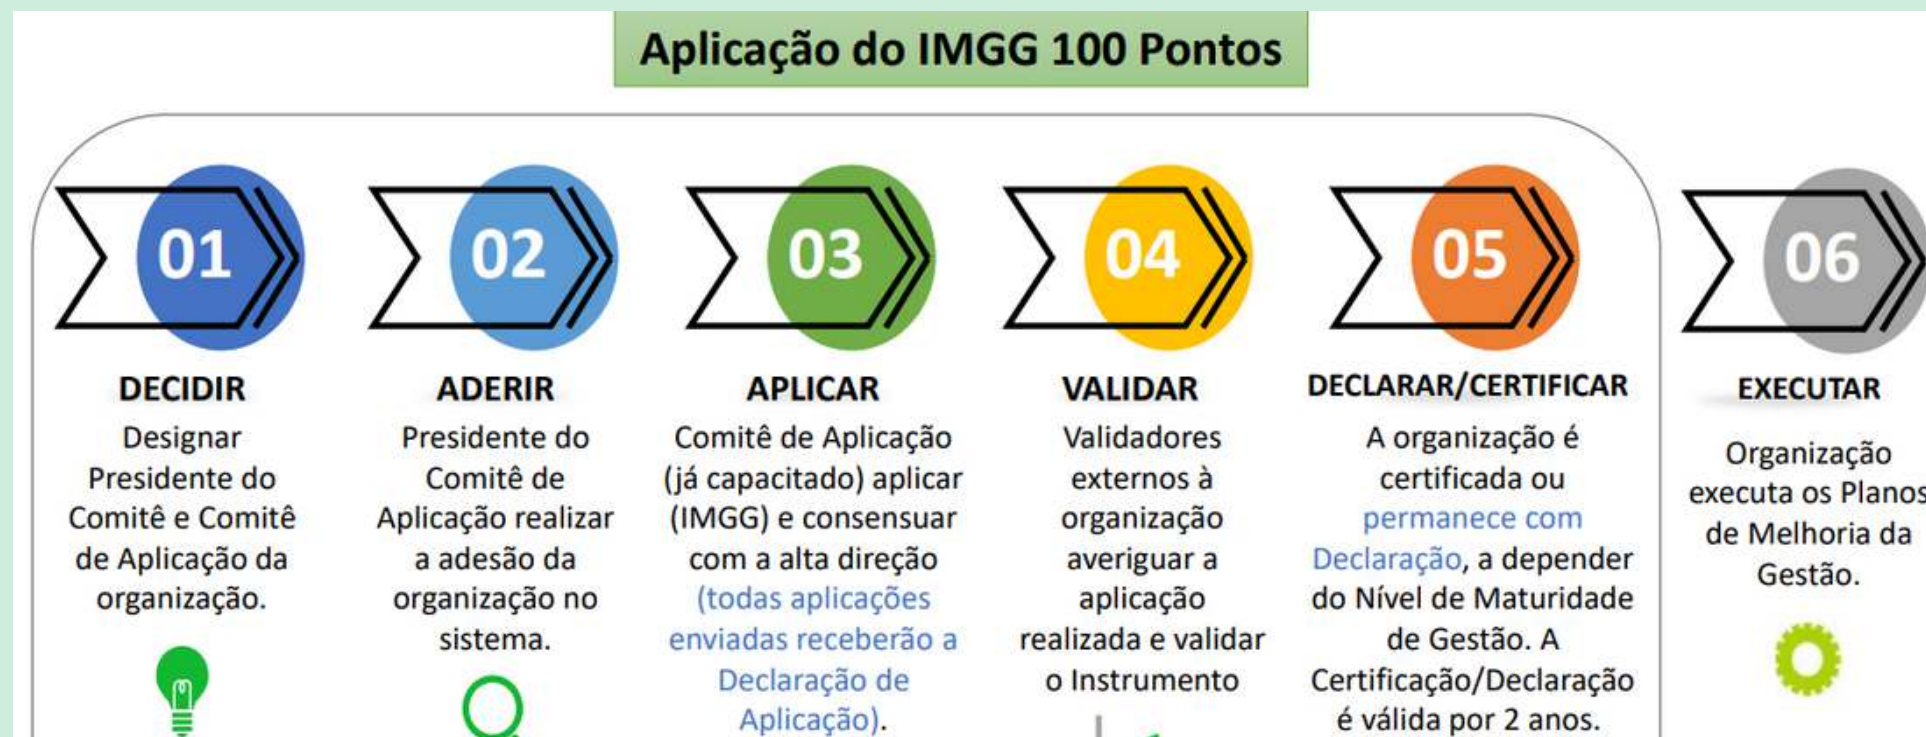 Aplicação do IMGG 100 Pontos
01
DECIDIR
Designar
Presidente do
Comitê e Comitê
de Aplicação da
organização.
02
ADERIR
Presidente do
Comitê de
Aplicação realizar
a adesão da
organização no
sistema.
03
APLICAR
Comitê de Aplicação
(já capacitado) aplicar
(IMGG) e consensuar
com a alta direção
(todas aplicações
enviadas receberão a
Declaração de
Aplicação).
04
VALIDAR
Validadores
externos à
organização
averiguar a
aplicação
realizada e validar
o Instrumento
05
DECLARAR/CERTIFICAR
A organização é
certificada ou
permanece com
Declaração, a depender
do Nível de Maturidade
de Gestão. A
Certificação/Declaração
é válida por 2 anos.
06
EXECUTAR
Organização
executa os Planos
de Melhoria da
Gestão.